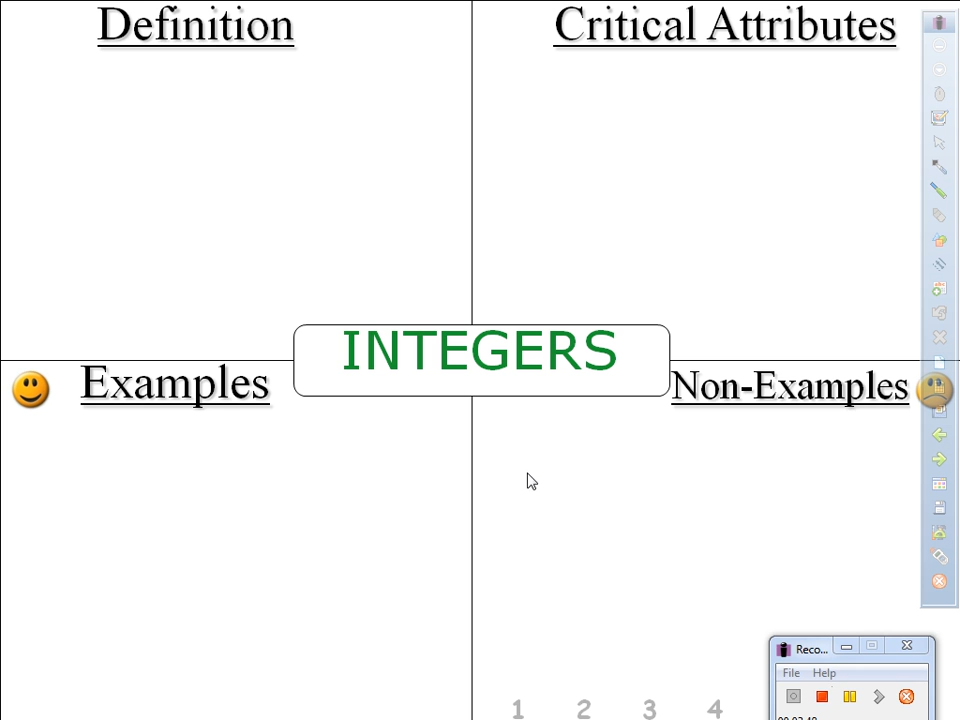 Definition
Critical Attributes
INTEGERS
Examples
Non-Examples
Reco...
File Help
1 2 3 4